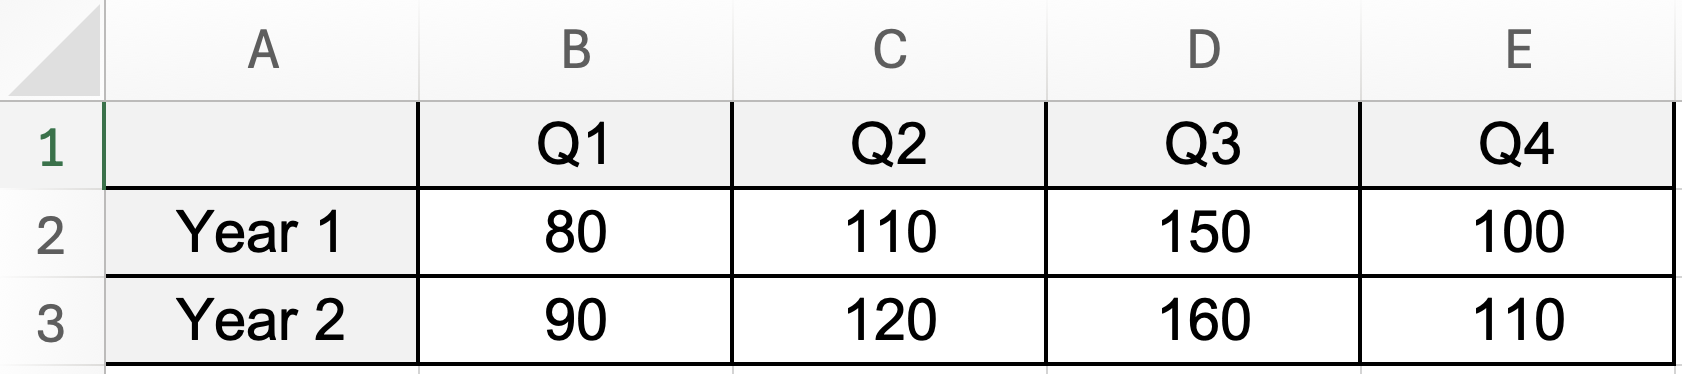 A B C D E
1 Q1 Q2 Q3 Q4
2 Year 1 80 110 150 100
3 Year 2 90 120 160 110